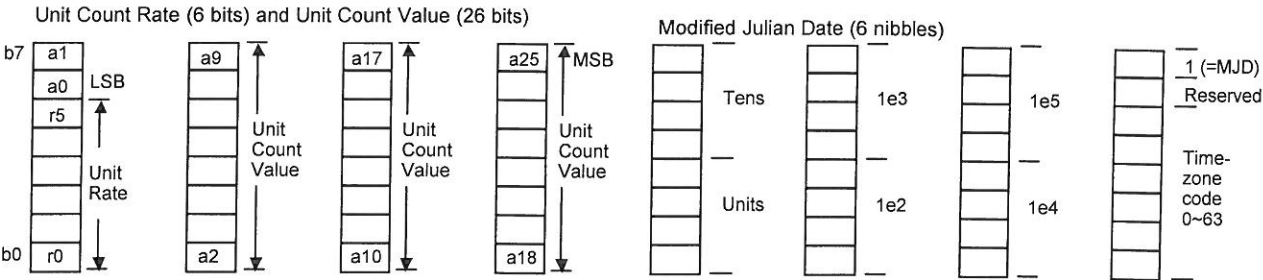 Unit Count Rate (6 bits) and Unit Count Value (26 bits)
b7
a1
a0
LSB
r5
Unit
Rate
b0
r0
a9
Unit
Count
Value
a2
a17
Unit
Count
Value
a10
a25
MSB
Unit
Count
Value
a18
Modified Julian Date (6 nibbles)
Tens
Units
1e3
1e2
1e5
1e4
1 (=MJD)
Reserved
Time-
zone
code
0~63